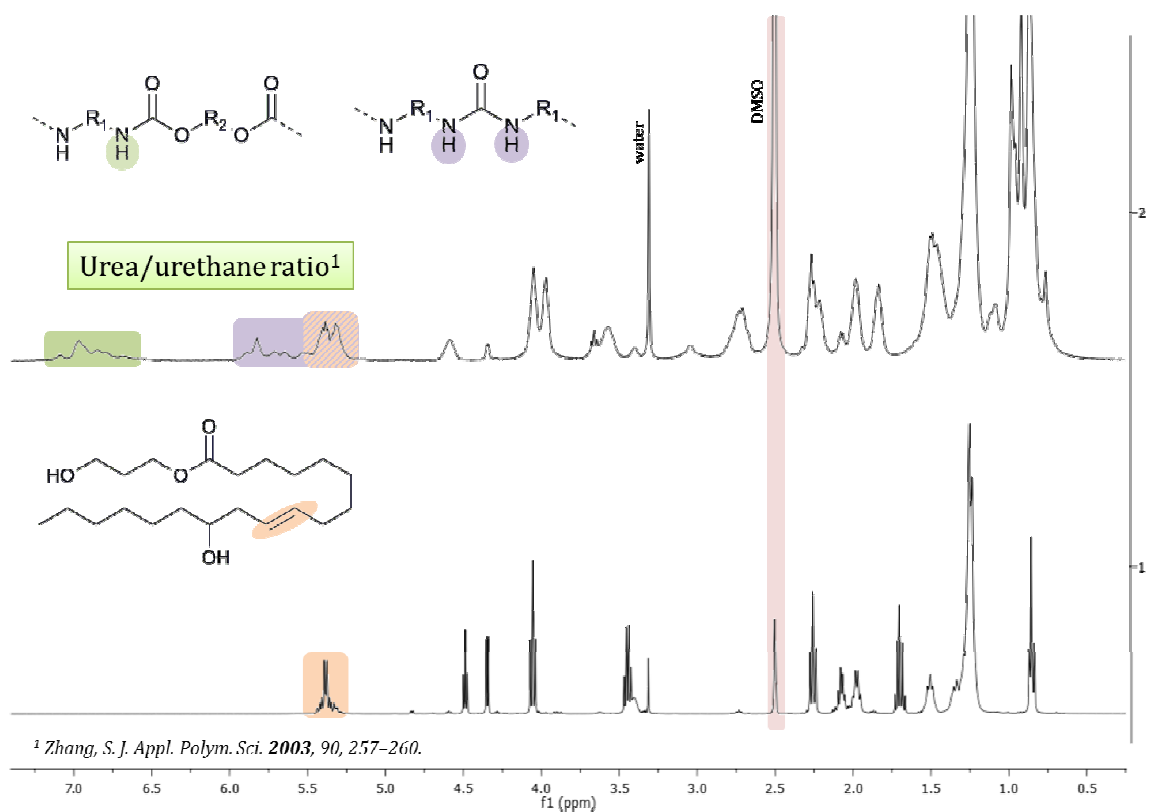 O
O
R₁
R₂
N
H
N
H
O
O
O
R₁
R₁
N
H
N
H
N
H
water
DMSO
2
Urea/urethane ratio¹
O
HO
O
OH
1
¹ Zhang, S. J. Appl. Polym. Sci. 2003, 90, 257–260.
7.0 6.5 6.0 5.5 5.0 4.5 4.0 3.5 3.0 2.5 2.0 1.5 1.0 0.5
f1 (ppm)